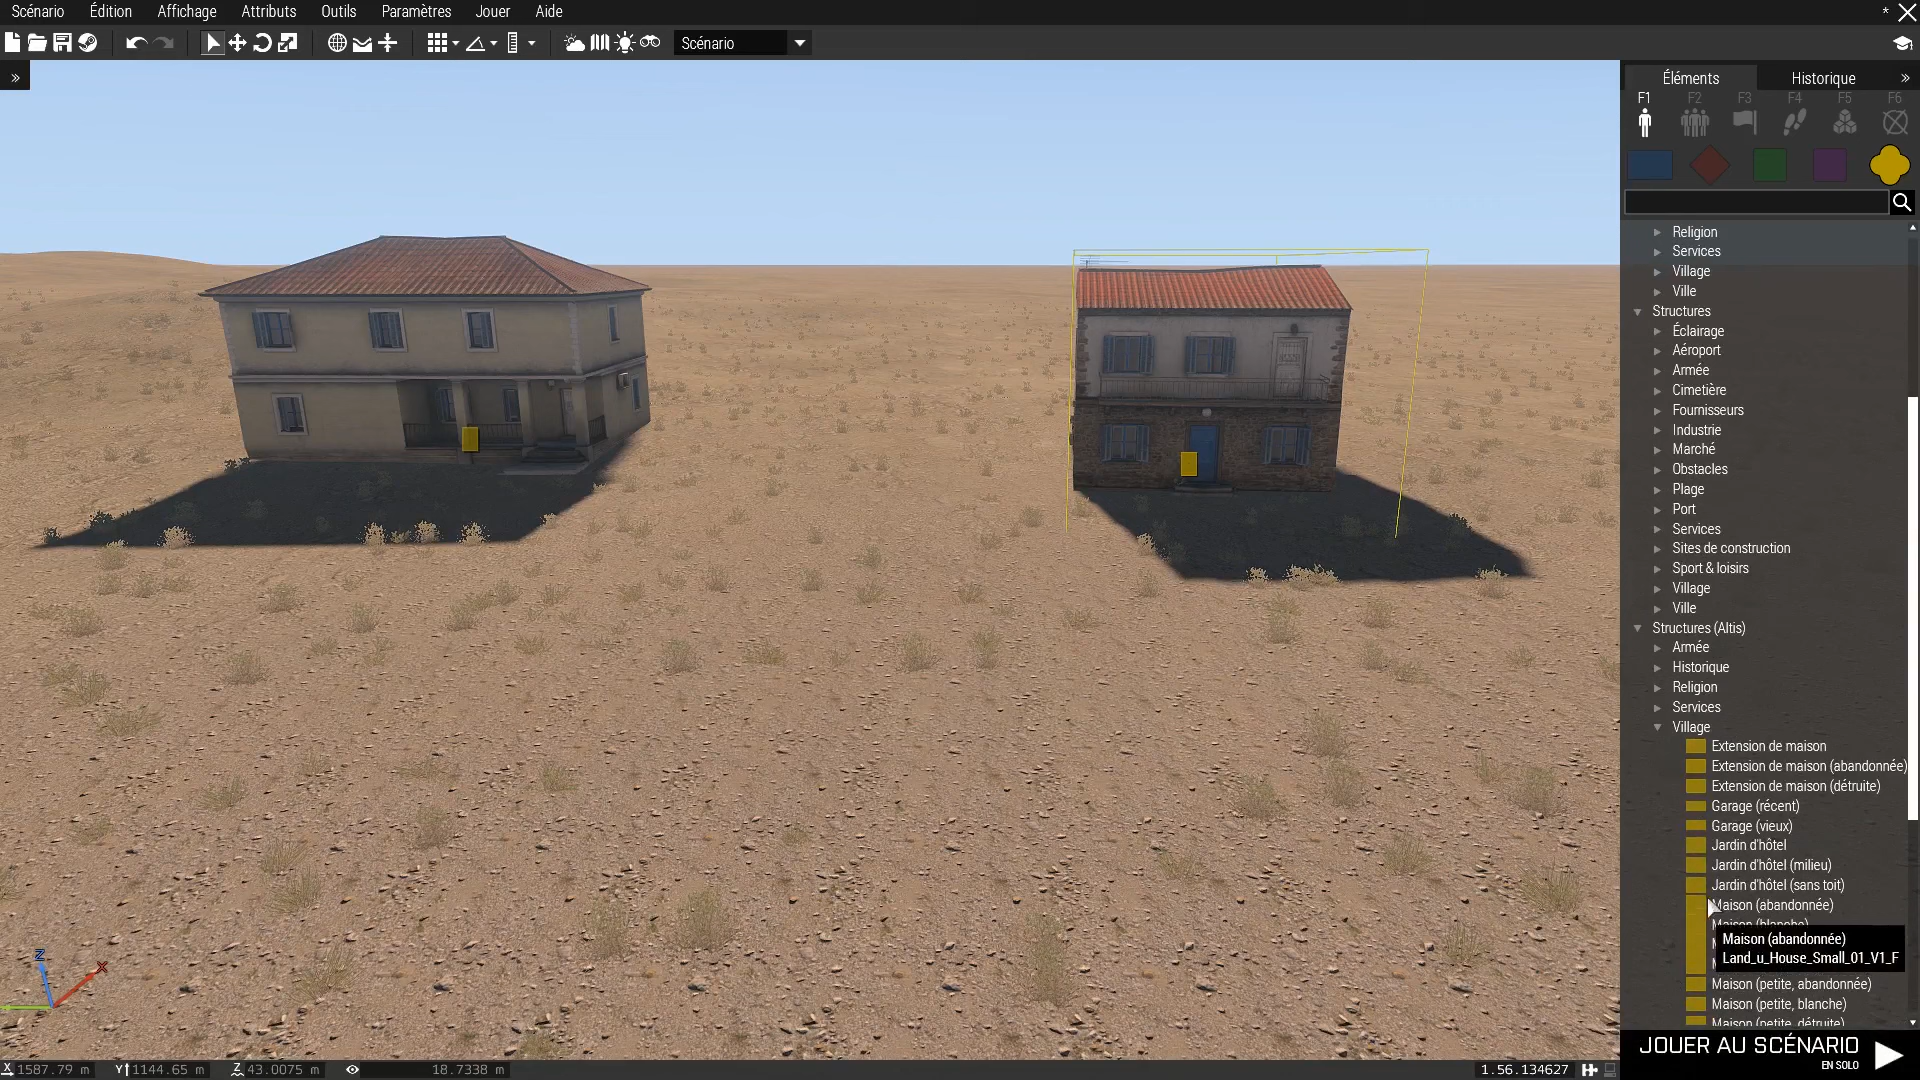 Scénario Édition Affichage Attributs Outils Paramètres Jouer Aide *
Scénario
»
Éléments Historique »
F1 F2 F3 F4 F5 F6
Religion
Services
Village
Ville
Structures
Éclairage
Aéroport
Armée
Cimetière
Fournisseurs
Industrie
Marché
Obstacles
Plage
Port
Services
Sites de construction
Sport & loisirs
Village
Ville
Structures (Altis)
Armée
Historique
Religion
Services
Village
Extension de maison
Extension de maison (abandonnée)
Extension de maison (détruite)
Garage (récent)
Garage (vieux)
Jardin d'hôtel
Jardin d'hôtel (milieu)
Jardin d'hôtel (sans toit)
Maison (abandonnée)
Maison (blanche)
Maison (abandonnée)
Land_u_House_Small_01_V1_F
Maison (petite, abandonnée)
Maison (petite, blanche)
Maison (petite, détruite)
JOUER AU SCÉNARIO
EN SOLO
Z X
X 1587.79 m Y 1144.65 m Z 43.0075 m 18.7338 m 1.56.134627